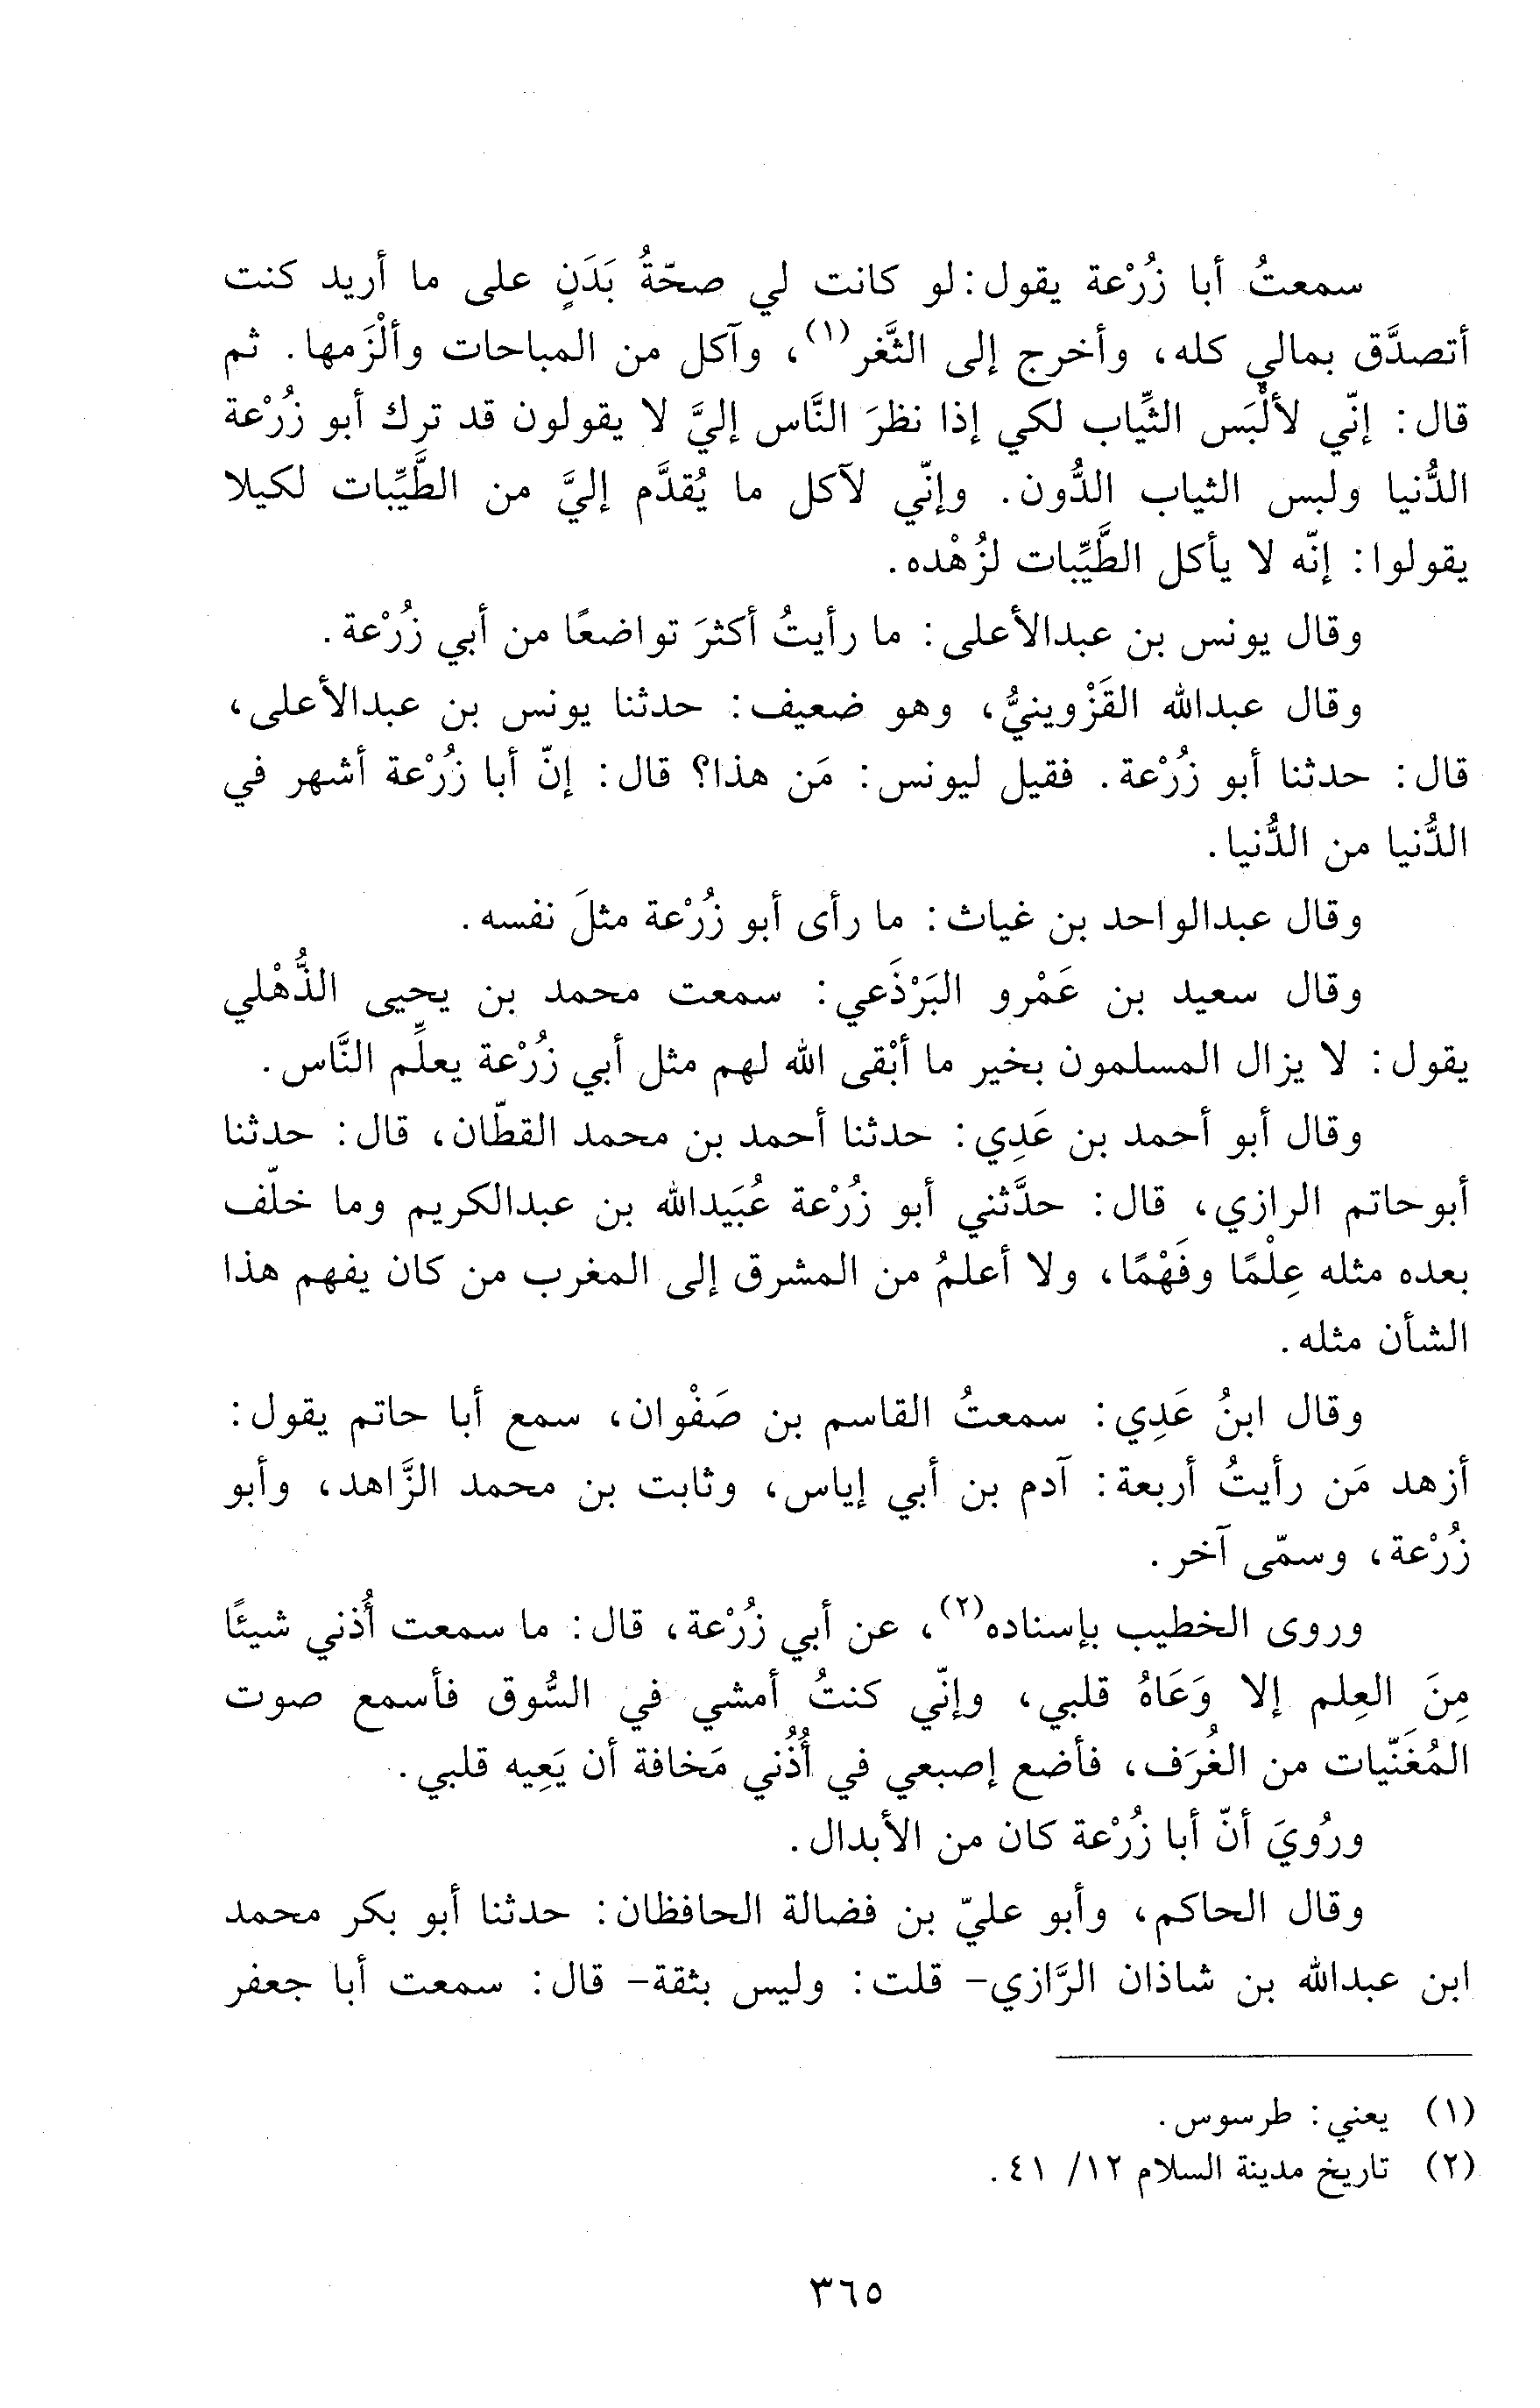 سمعتُ أبا زُرْعة يقول: لو كانت لي صحّةُ بَدَنٍ على ما أريد كنت
أتصدَّق بمالي كله، وأخرج إلى الثَّغر(١)، وآكل من المباحات وألْزَمها. ثم
قال: إنّي لألْبَس الثِّياب لكي إذا نظرَ النَّاس إليَّ لا يقولون قد ترك أبو زُرْعة
الدُّنيا ولبس الثياب الدُّون. وإنّي لآكل ما يُقدَّم إليَّ من الطَّيِّبات لكيلا
يقولوا: إنّه لا يأكل الطَّيِّبات لزُهْده.
وقال يونس بن عبدالأعلى: ما رأيتُ أكثرَ تواضعًا من أبي زُرْعة.
وقال عبدالله القَزْوينيُّ، وهو ضعيف: حدثنا يونس بن عبدالأعلى،
قال: حدثنا أبو زُرْعة. فقيل ليونس: مَن هذا؟ قال: إنّ أبا زُرْعة أشهر في
الدُّنيا من الدُّنيا.
وقال عبدالواحد بن غياث: ما رأى أبو زُرْعة مثلَ نفسه.
وقال سعيد بن عَمْرو البَرْذَعي: سمعت محمد بن يحيى الذُّهْلي
يقول: لا يزال المسلمون بخير ما أبْقى الله لهم مثل أبي زُرْعة يعلِّم النَّاس.
وقال أبو أحمد بن عَدِي: حدثنا أحمد بن محمد القطّان، قال: حدثنا
أبوحاتم الرازي، قال: حدَّثني أبو زُرْعة عُبَيدالله بن عبدالكريم وما خلّف
بعده مثله عِلْمًا وفَهْمًا، ولا أعلمُ من المشرق إلى المغرب من كان يفهم هذا
الشأن مثله.
وقال ابنُ عَدِي: سمعتُ القاسم بن صَفْوان، سمع أبا حاتم يقول:
أزهد مَن رأيتُ أربعة: آدم بن أبي إياس، وثابت بن محمد الزَّاهد، وأبو
زُرْعة، وسمّى آخر.
وروى الخطيب بإسناده(٢)، عن أبي زُرْعة، قال: ما سمعت أُذني شيئًا
مِنَ العِلم إلا وَعَاهُ قلبي، وإنّي كنتُ أمشي في السُّوق فأسمع صوت
المُغَنّيات من الغُرَف، فأضع إصبعي في أُذُني مَخافة أن يَعِيه قلبي.
ورُويَ أنّ أبا زُرْعة كان من الأبدال.
وقال الحاكم، وأبو عليّ بن فضالة الحافظان: حدثنا أبو بكر محمد
ابن عبدالله بن شاذان الرَّازي- قلت: وليس بثقة- قال: سمعت أبا جعفر
(١) يعني: طرسوس.
(٢) تاريخ مدينة السلام ١٢/ ٤١.
٣٦٥